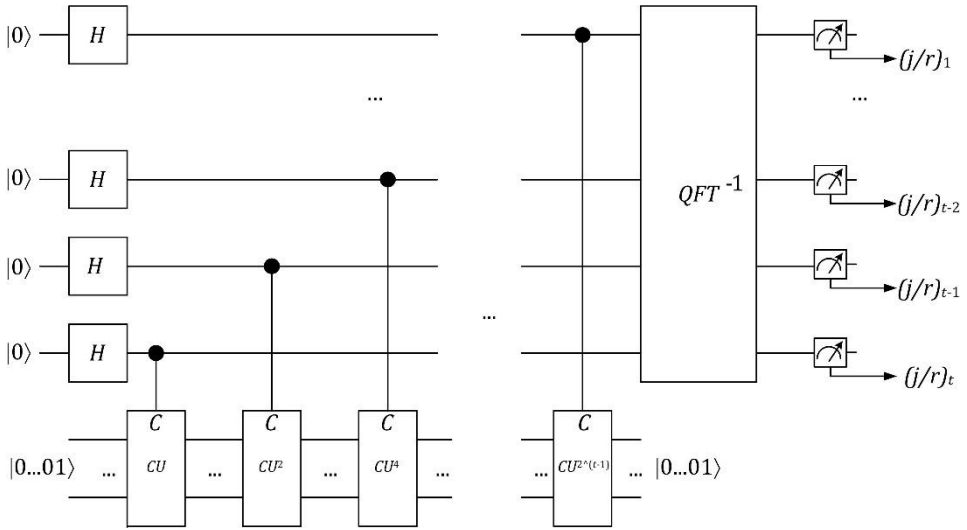 |0⟩ H (j/r)1
... ...
|0⟩ H QFT -1 (j/r)t-2
|0⟩ H (j/r)t-1
...
|0⟩ H (j/r)t
C C C C
|0...01⟩ ... CU ... CU2 ... CU4 ... ... CU2^(t-1) |0...01⟩